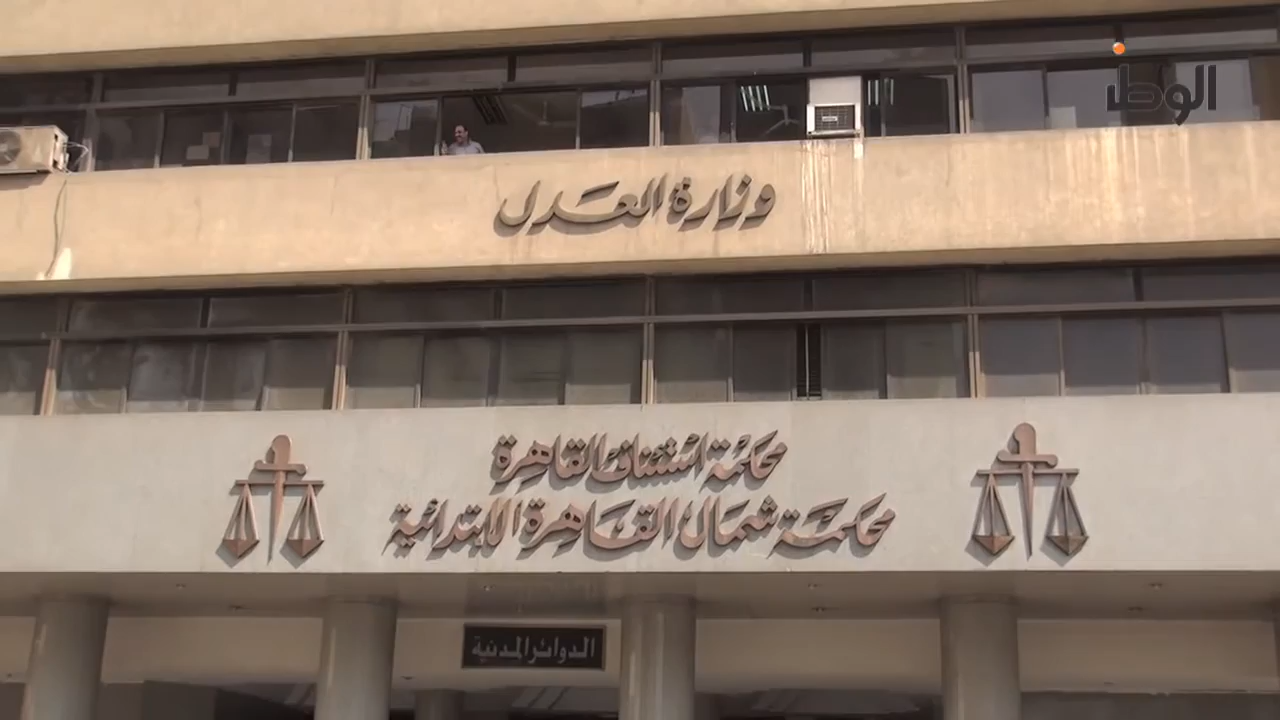 الوطن
وزارة العدل
محكمة استئناف القاهرة
محكمة شمال القاهرة الابتدائية
الدوائر المدنية